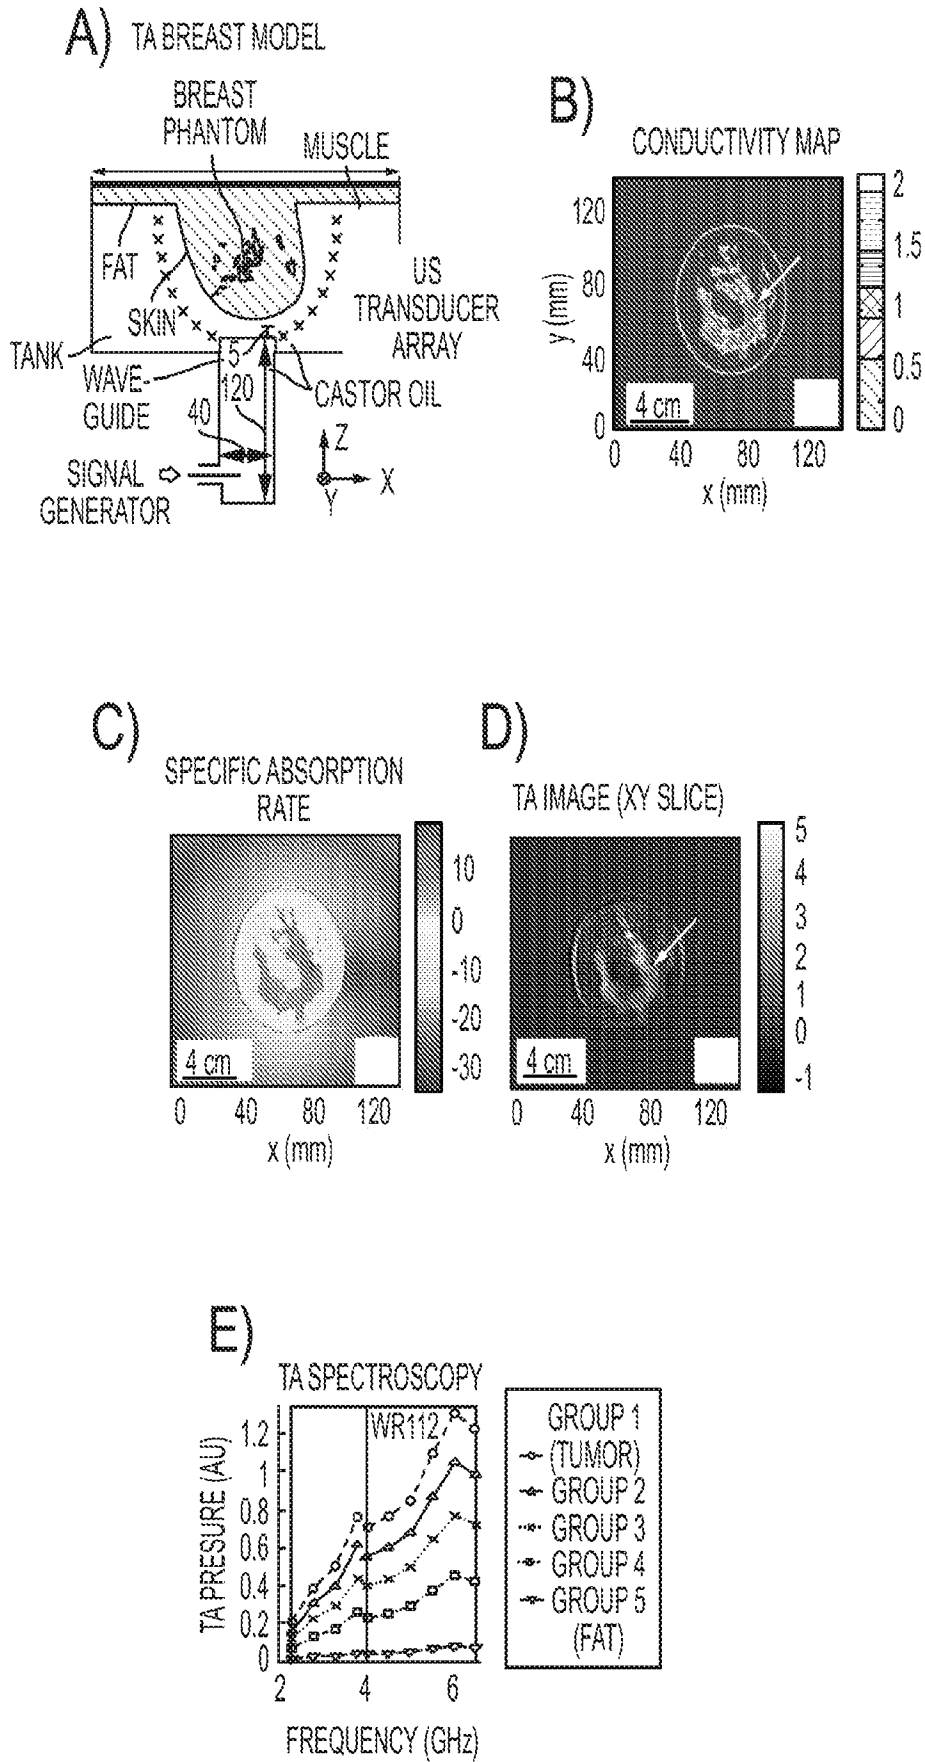 A) TA BREAST MODEL
BREAST
PHANTOM
MUSCLE
FAT
SKIN
US
TRANSDUCER
ARRAY
TANK
WAVE-
GUIDE
5
120
40
CASTOR OIL
SIGNAL
GENERATOR
Z
X
Y
B)
CONDUCTIVITY MAP
120
80
40
0
y (mm)
4 cm
0 40 80 120
x (mm)
2
1.5
1
0.5
0
C)
SPECIFIC ABSORPTION
RATE
4 cm
0 40 80 120
x (mm)
10
0
-10
-20
-30
D)
TA IMAGE (XY SLICE)
4 cm
0 40 80 120
x (mm)
5
4
3
2
1
0
-1
E)
TA SPECTROSCOPY
WR112
TA PRESURE (AU)
1.2
1
0.8
0.6
0.4
0.2
0
2 4 6
FREQUENCY (GHz)
GROUP 1
(TUMOR)
GROUP 2
GROUP 3
GROUP 4
GROUP 5
(FAT)